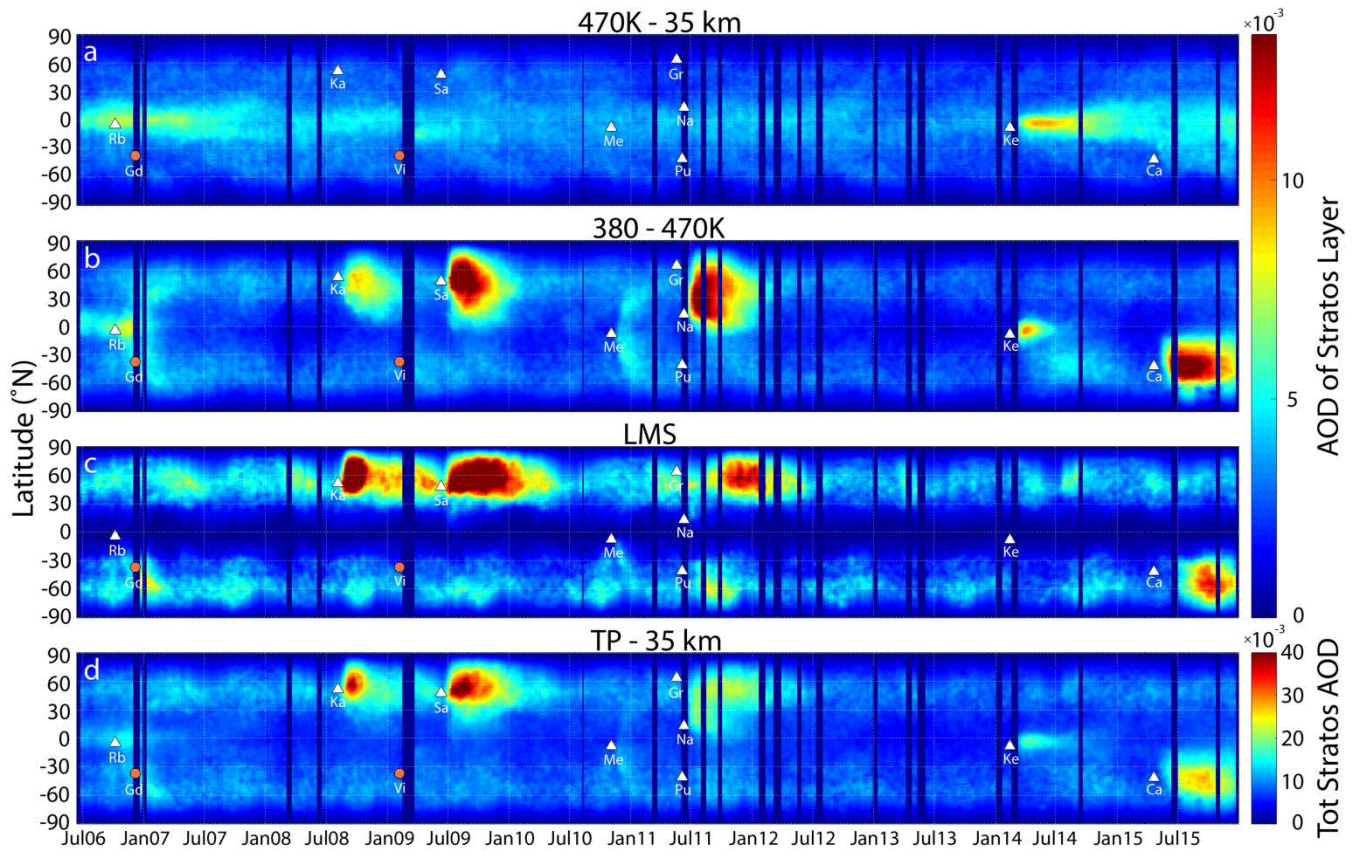 470K - 35 km
×10⁻³
90
60
30
0
-30
-60
-90
a
Rb
Gd
Ka
Vi
Sa
Me
Gr
Na
Pu
Ke
Ca
380 - 470K
90
60
30
0
-30
-60
-90
b
Rb
Gd
Ka
Vi
Sa
Me
Gr
Na
Pu
Ke
Ca
LMS
90
60
30
0
-30
-60
-90
c
Rb
Gd
Ka
Vi
Sa
Me
Gr
Na
Pu
Ke
Ca
10
5
0
AOD of Stratos Layer
TP - 35 km
×10⁻³
90
60
30
0
-30
-60
-90
d
Rb
Gd
Ka
Vi
Sa
Me
Gr
Na
Pu
Ke
Ca
40
30
20
10
0
Tot Stratos AOD
Latitude (°N)
Jul06 Jan07 Jul07 Jan08 Jul08 Jan09 Jul09 Jan10 Jul10 Jan11 Jul11 Jan12 Jul12 Jan13 Jul13 Jan14 Jul14 Jan15 Jul15